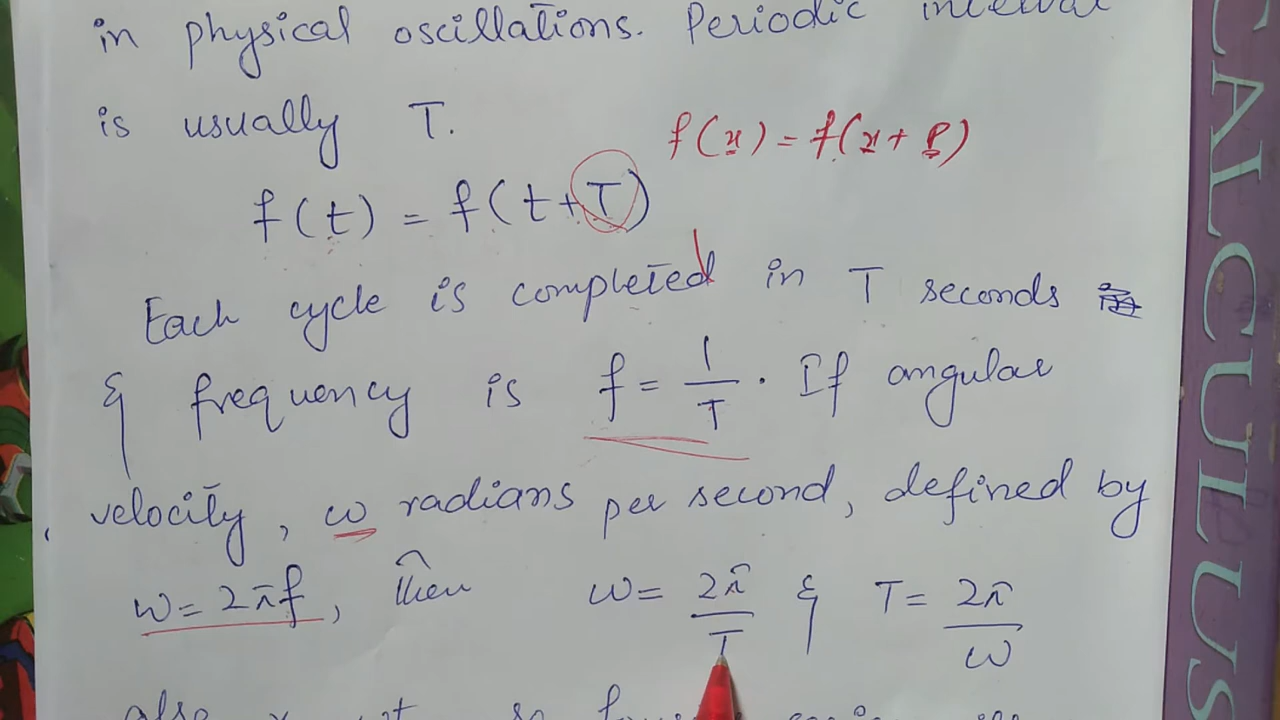 in physical oscillations. Periodic interval
is usually T.
f(x) = f(x + P)
f(t) = f(t+T)
Each cycle is completed in T seconds
& frequency is f = 1/T . If angular
velocity, ω radians per second, defined by
ω = 2πf, then ω = 2π/T & T = 2π/ω
CALCULUS